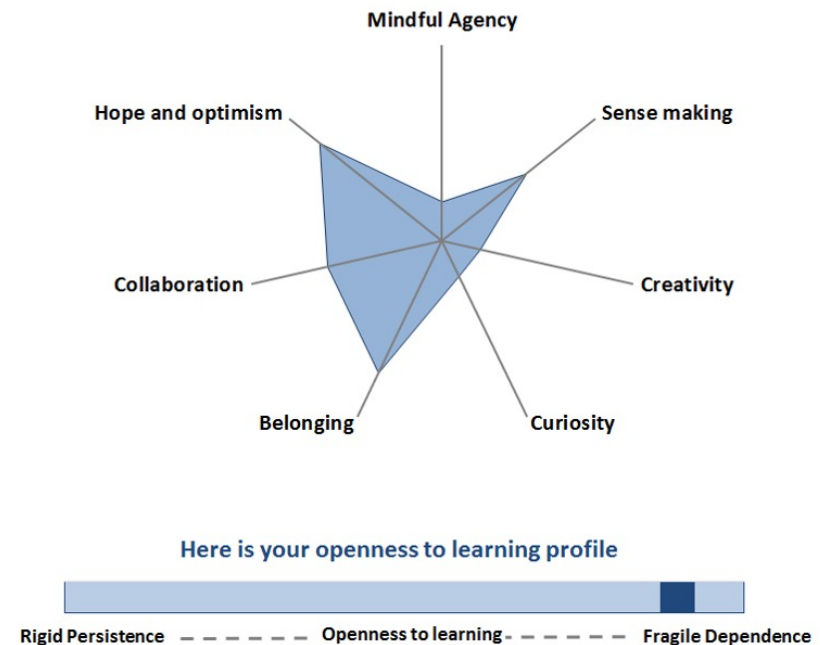 Mindful Agency
Hope and optimism
Sense making
Collaboration
Creativity
Belonging
Curiosity
Here is your openness to learning profile
Rigid Persistence
Openness to learning
Fragile Dependence